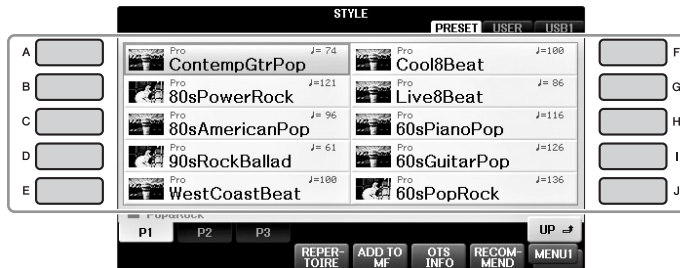 STYLE
PRESET USER USB1
A
B
C
D
E
Pro ♩= 74
ContempGtrPop
Pro ♩=121
80sPowerRock
Pro ♩= 96
80sAmericanPop
Pro ♩= 61
90sRockBallad
Pro ♩=100
WestCoastBeat
Pro ♩=100
Cool8Beat
Pro ♩= 86
Live8Beat
Pro ♩=116
60sPianoPop
Pro ♩=126
60sGuitarPop
Pro ♩=136
60sPopRock
F
G
H
I
J
Pop&Rock
P1 P2 P3 UP
REPER-
TOIRE
ADD TO
MF
OTS
INFO
RECOM-
MEND
MENU1